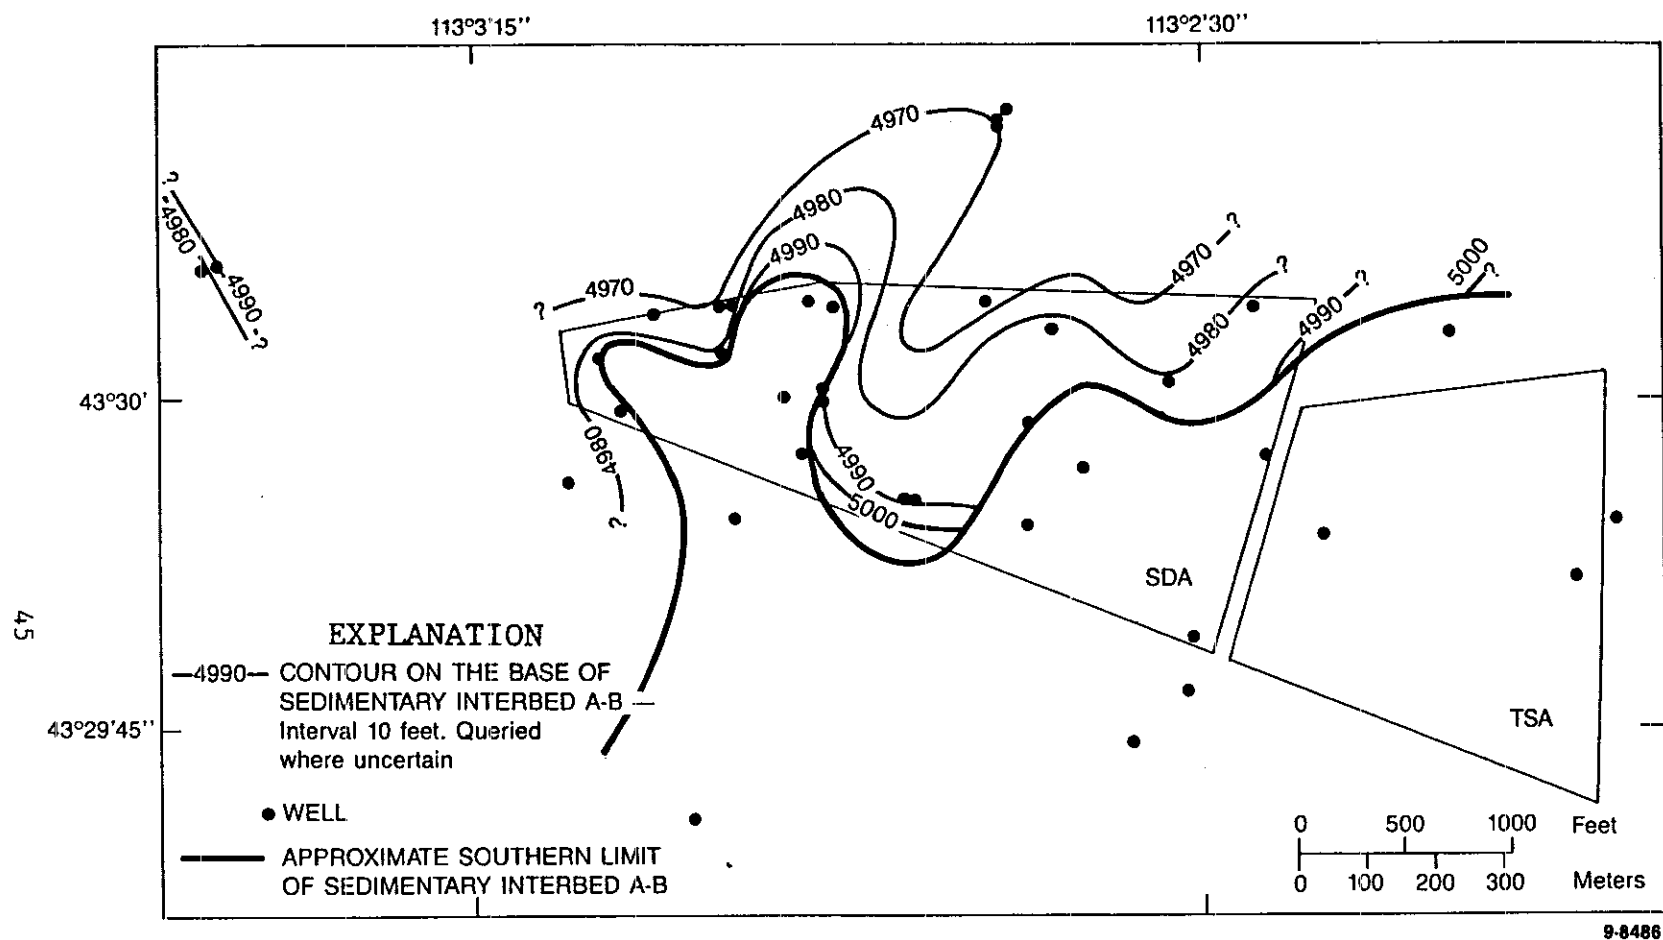 113°3'15"
113°2'30"
4970
4980
4990
?
-4980-
4990-?
?-4970
4970-?
4980
?
4990-?
5000
?
43°30'
4980
?
4990
5000
SDA
TSA
45
EXPLANATION
—4990— CONTOUR ON THE BASE OF
SEDIMENTARY INTERBED A-B —
Interval 10 feet. Queried
where uncertain
43°29'45"
WELL
APPROXIMATE SOUTHERN LIMIT
OF SEDIMENTARY INTERBED A-B
0 500 1000 Feet
0 100 200 300 Meters
9-8486